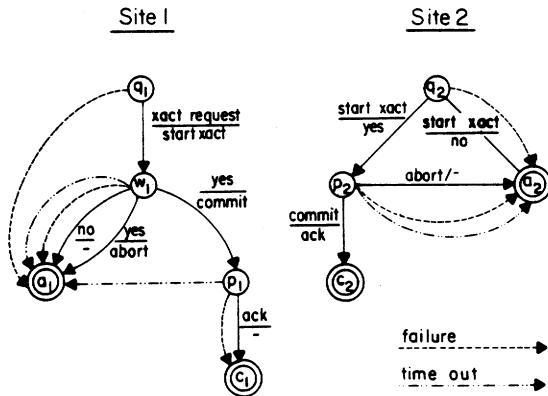 Site 1
Site 2
q1
q2
xact request
start xact
start xact
yes
start xact
no
w1
yes
commit
p2
abort/-
a2
no
-
yes
abort
commit
ack
a1
p1
c2
ack
-
failure
c1
time out